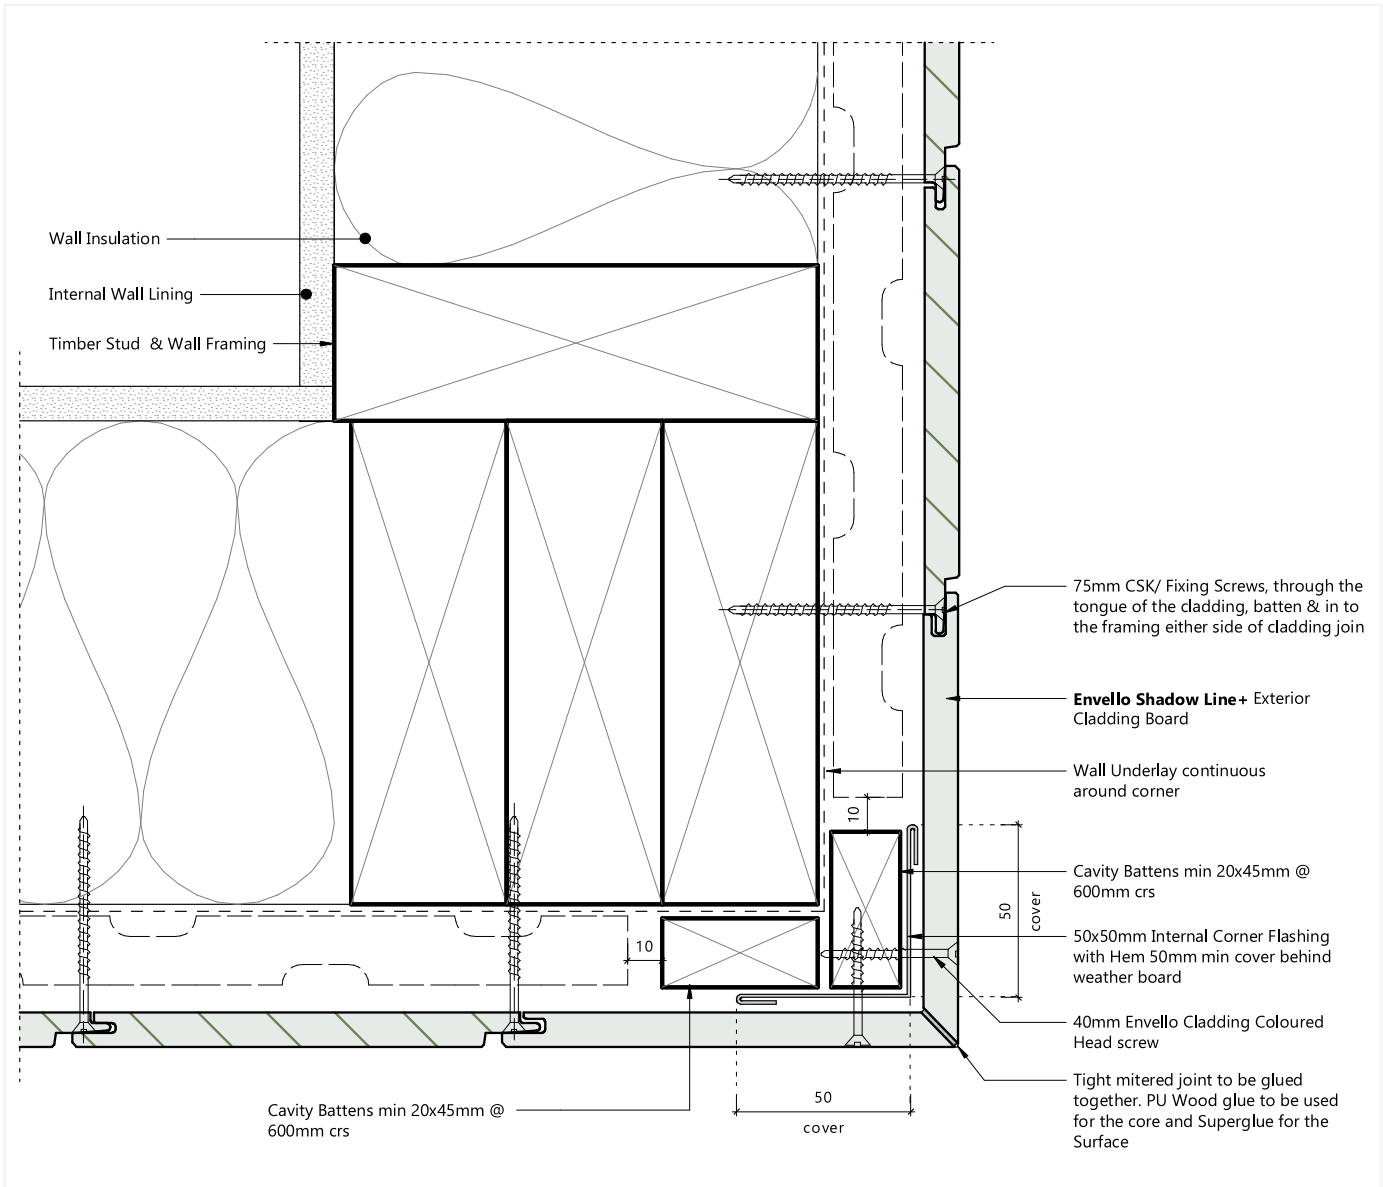 Wall Insulation
Internal Wall Lining
Timber Stud & Wall Framing
75mm CSK/ Fixing Screws, through the
tongue of the cladding, batten & in to
the framing either side of cladding join
Envello Shadow Line+ Exterior
Cladding Board
Wall Underlay continuous
around corner
10
Cavity Battens min 20x45mm @
600mm crs
50
cover
50x50mm Internal Corner Flashing
with Hem 50mm min cover behind
weather board
10
40mm Envello Cladding Coloured
Head screw
Tight mitered joint to be glued
together. PU Wood glue to be used
for the core and Superglue for the
Surface
50
cover
Cavity Battens min 20x45mm @
600mm crs